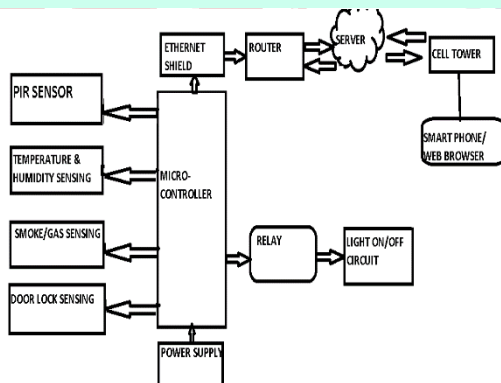 ETHERNET
SHIELD
ROUTER
SERVER
CELL TOWER
PIR SENSOR
SMART PHONE/
WEB BROWSER
TEMPERATURE &
HUMIDITY SENSING
MICRO-
CONTROLLER
SMOKE/GAS SENSING
RELAY
LIGHT ON/OFF
CIRCUIT
DOOR LOCK SENSING
POWER SUPPLY